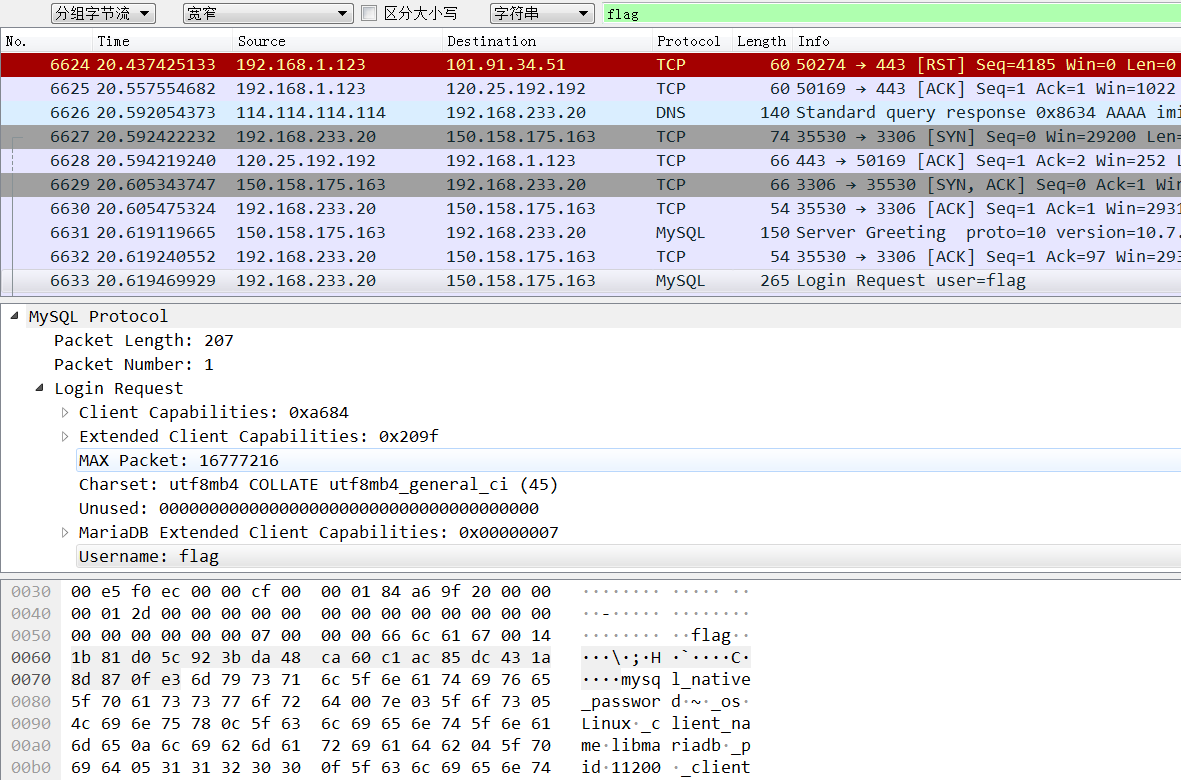 分组字节流 宽窄 区分大小写 字符串 flag
No. Time Source Destination Protocol Length Info
6624 20.437425133 192.168.1.123 101.91.34.51 TCP 60 50274 → 443 [RST] Seq=4185 Win=0 Len=0
6625 20.557554682 192.168.1.123 120.25.192.192 TCP 60 50169 → 443 [ACK] Seq=1 Ack=1 Win=1022
6626 20.592054373 114.114.114.114 192.168.233.20 DNS 140 Standard query response 0x8634 AAAA imi
6627 20.592422232 192.168.233.20 150.158.175.163 TCP 74 35530 → 3306 [SYN] Seq=0 Win=29200 Len=
6628 20.594219240 120.25.192.192 192.168.1.123 TCP 66 443 → 50169 [ACK] Seq=1 Ack=2 Win=252
6629 20.605343747 150.158.175.163 192.168.233.20 TCP 66 3306 → 35530 [SYN, ACK] Seq=0 Ack=1 Win
6630 20.605475324 192.168.233.20 150.158.175.163 TCP 54 35530 → 3306 [ACK] Seq=1 Ack=1 Win=2931
6631 20.619119665 150.158.175.163 192.168.233.20 MySQL 150 Server Greeting proto=10 version=10.7.
6632 20.619240552 192.168.233.20 150.158.175.163 TCP 54 35530 → 3306 [ACK] Seq=1 Ack=97 Win=293
6633 20.619469929 192.168.233.20 150.158.175.163 MySQL 265 Login Request user=flag
MySQL Protocol
Packet Length: 207
Packet Number: 1
Login Request
Client Capabilities: 0xa684
Extended Client Capabilities: 0x209f
MAX Packet: 16777216
Charset: utf8mb4 COLLATE utf8mb4_general_ci (45)
Unused: 00000000000000000000000000000000000000
MariaDB Extended Client Capabilities: 0x00000007
Username: flag
0030 00 e5 f0 ec 00 00 cf 00 00 01 84 a6 9f 20 00 00 ········ ····· ··
0040 00 01 2d 00 00 00 00 00 00 00 00 00 00 00 00 00 ··-····· ········
0050 00 00 00 00 00 00 07 00 00 00 66 6c 61 67 00 14 ········ ··flag··
0060 1b 81 d0 5c 92 3b da 48 ca 60 c1 ac 85 dc 43 1a ···\·;·H ·`····C·
0070 8d 87 0f e3 6d 79 73 71 6c 5f 6e 61 74 69 76 65 ····mysq l_native
0080 5f 70 61 73 73 77 6f 72 64 00 7e 03 5f 6f 73 05 _passwor d·~·_os·
0090 4c 69 6e 75 78 0c 5f 63 6c 69 65 6e 74 5f 6e 61 Linux·_c lient_na
00a0 6d 65 0a 6c 69 62 6d 61 72 69 61 64 62 04 5f 70 me·libma riadb·_p
00b0 69 64 05 31 31 32 30 30 0f 5f 63 6c 69 65 6e 74 id·11200 ·_client